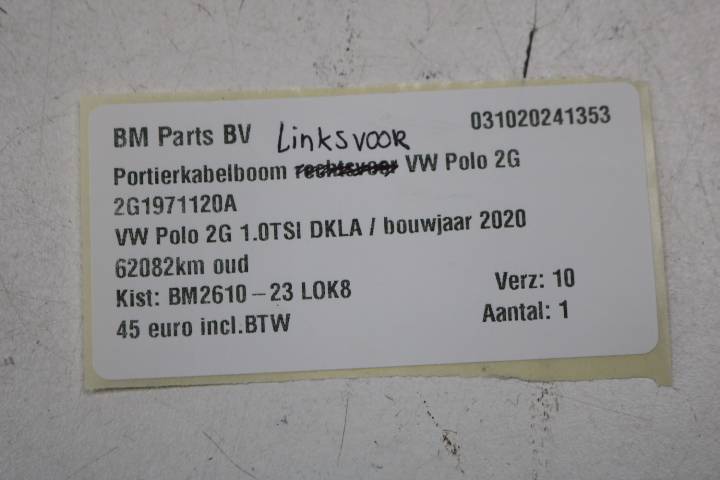 BM Parts BV Linksvoor 031020241353
Portierkabelboom rechtsvoor VW Polo 2G
2G1971120A
VW Polo 2G 1.0TSI DKLA / bouwjaar 2020
62082km oud
Kist: BM2610-23 LOK8 Verz: 10
45 euro incl.BTW Aantal: 1